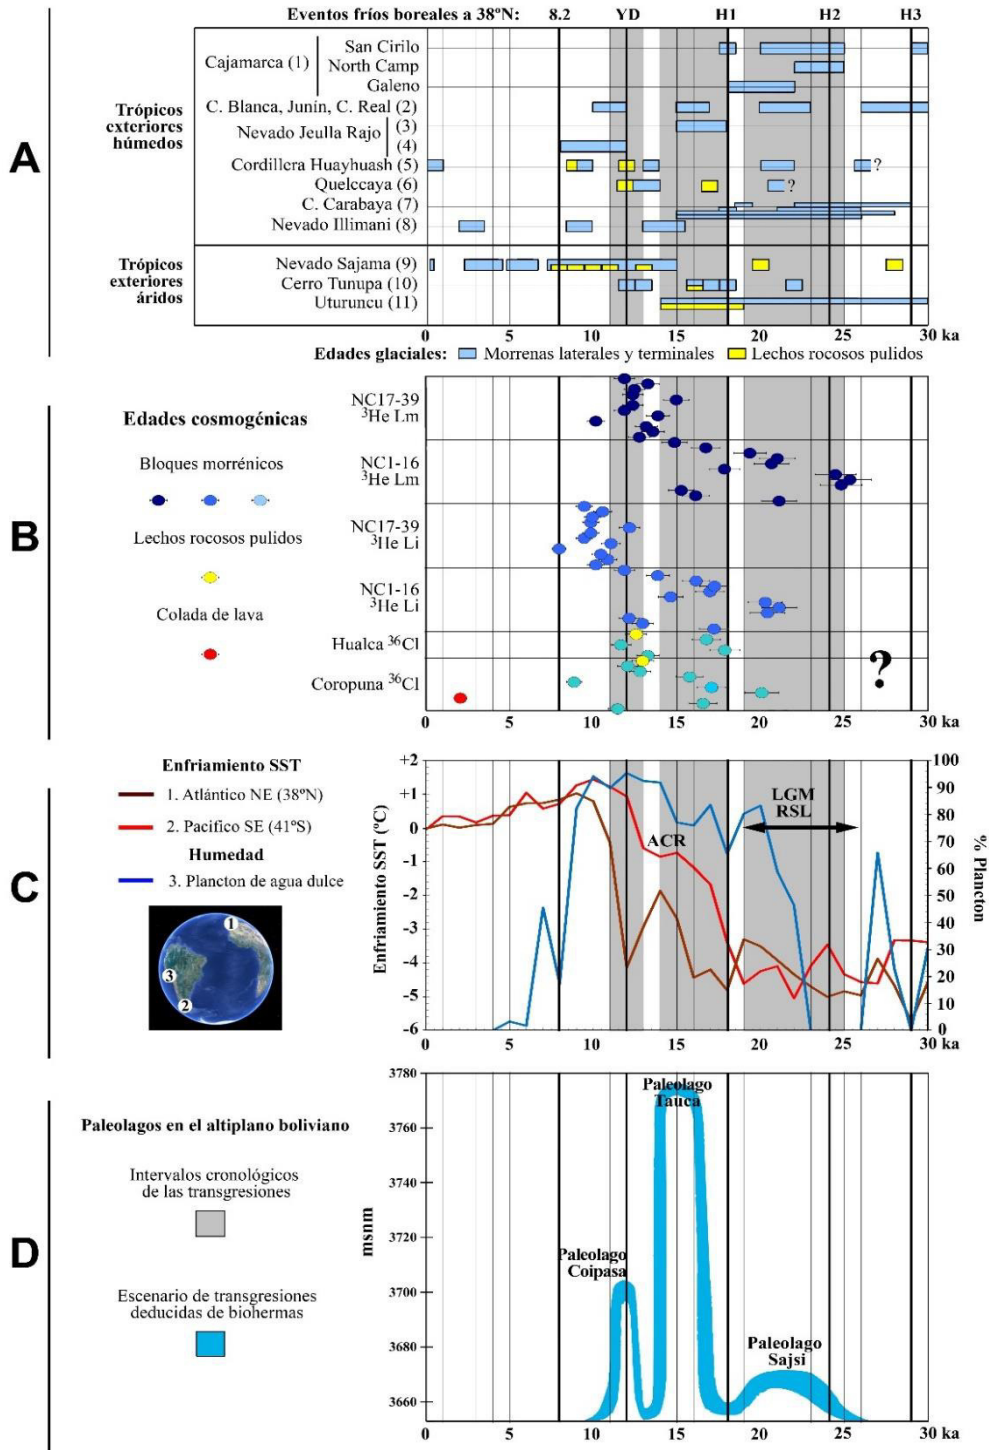 Eventos fríos boreales a 38ºN: 8.2 YD H1 H2 H3
A
Trópicos
exteriores
húmedos
Cajamarca (1)
San Cirilo
North Camp
Galeno
C. Blanca, Junín, C. Real (2)
Nevado Jeulla Rajo
(3)
(4)
Cordillera Huayhuash (5)
?
Quelccaya (6)
?
C. Carabaya (7)
Nevado Illimani (8)
Trópicos
exteriores
áridos
Nevado Sajama (9)
Cerro Tunupa (10)
Uturuncu (11)
0 5 10 15 20 25 30 ka
Edades glaciales: Morrenas laterales y terminales Lechos rocosos pulidos
B
Edades cosmogénicas
Bloques morrénicos
Lechos rocosos pulidos
Colada de lava
NC17-39
³He Lm
NC1-16
³He Lm
NC17-39
³He Li
NC1-16
³He Li
Hualca ³⁶Cl
Coropuna ³⁶Cl
?
0 5 10 15 20 25 30 ka
C
Enfriamiento SST
1. Atlántico NE (38ºN)
2. Pacifico SE (41ºS)
Humedad
3. Plancton de agua dulce
1
3
2
Enfriamiento SST (ºC)
+2
+1
0
-1
-2
-3
-4
-5
-6
ACR
LGM
RSL
100
90
80
70
60
50
40
30
20
10
0
% Plancton
0 5 10 15 20 25 30 ka
D
Paleolagos en el altiplano boliviano
Intervalos cronológicos
de las transgresiones
Escenario de transgresiones
deducidas de biohermas
msnm
3780
3760
3740
3720
3700
3680
3660
Paleolago
Tauca
Paleolago
Coipasa
Paleolago
Sajsi
0 5 10 15 20 25 30 ka